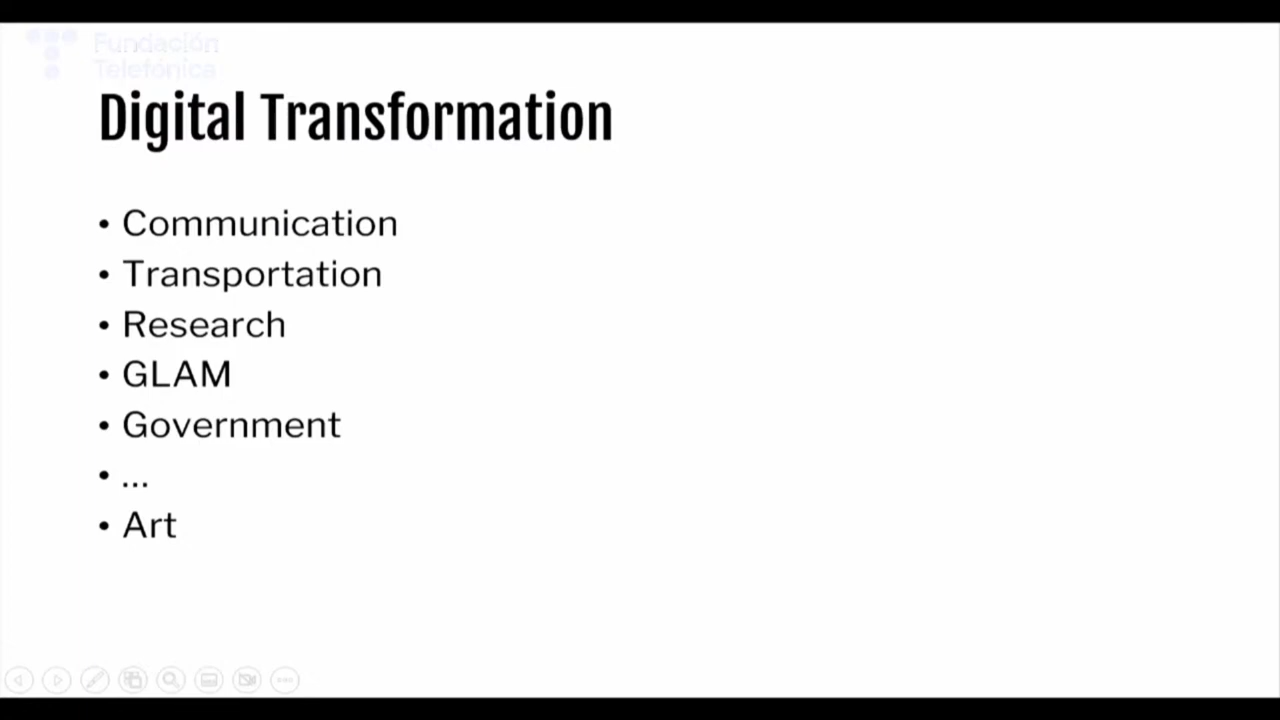 Fundación
Telefónica
Digital Transformation
• Communication
• Transportation
• Research
• GLAM
• Government
• ...
• Art